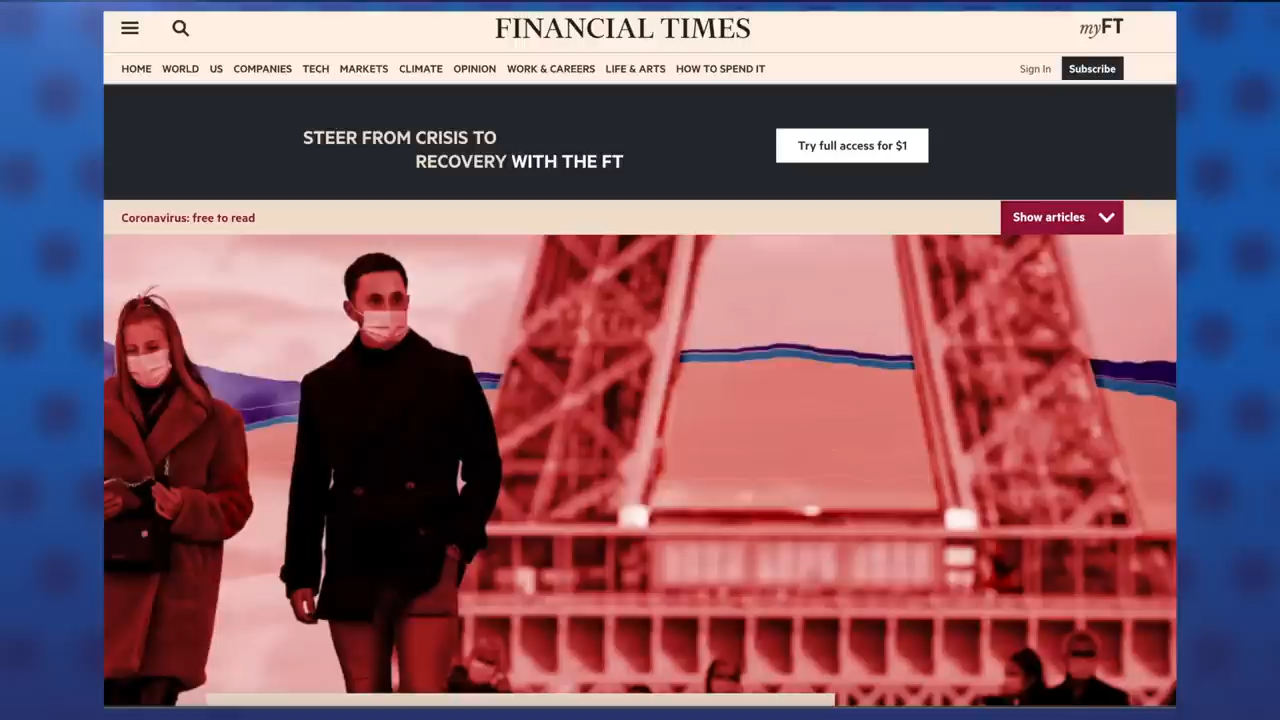 FINANCIAL TIMES
myFT
HOME WORLD US COMPANIES TECH MARKETS CLIMATE OPINION WORK & CAREERS LIFE & ARTS HOW TO SPEND IT
Sign In Subscribe
STEER FROM CRISIS TO
RECOVERY WITH THE FT
Try full access for $1
Coronavirus: free to read
Show articles